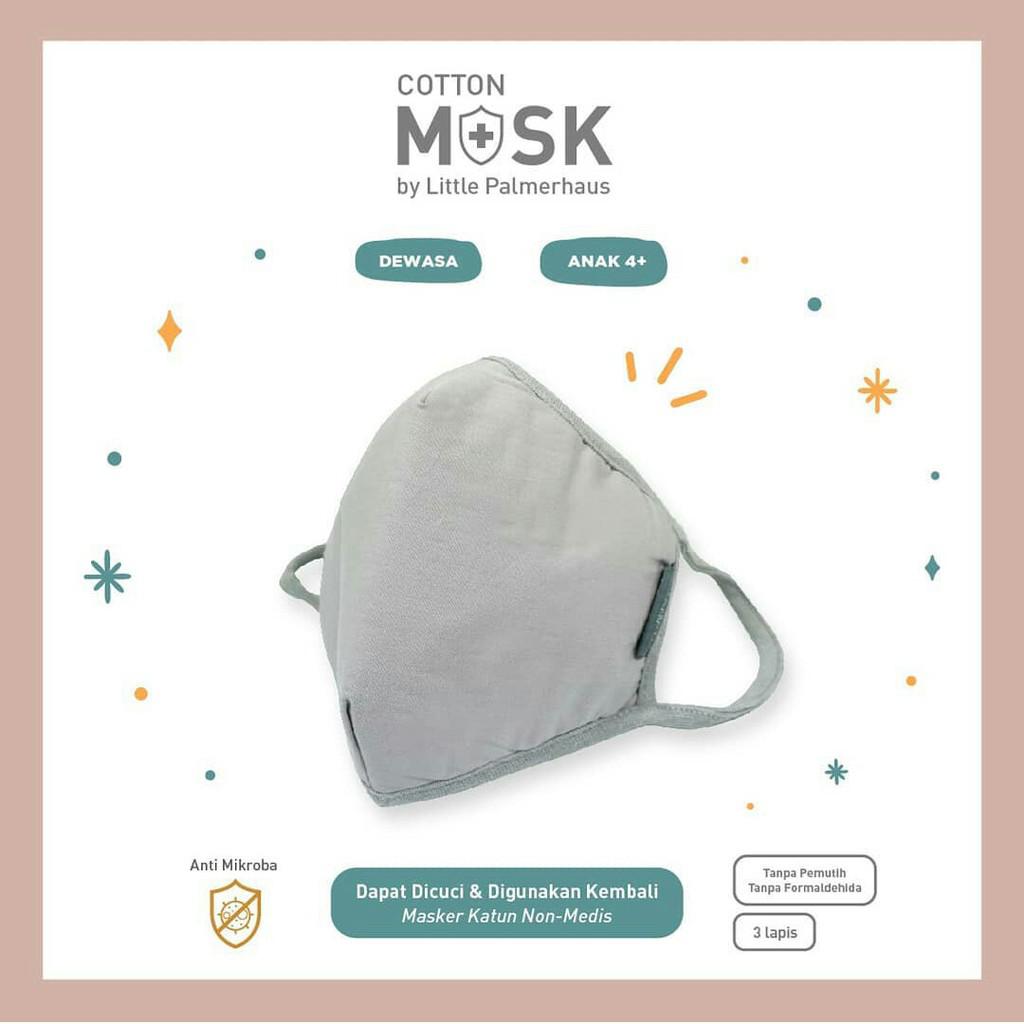 COTTON
MASK
by Little Palmerhaus
DEWASA
ANAK 4+
Anti Mikroba
Dapat Dicuci & Digunakan Kembali
Masker Katun Non-Medis
Tanpa Pemutih
Tanpa Formaldehida
3 lapis